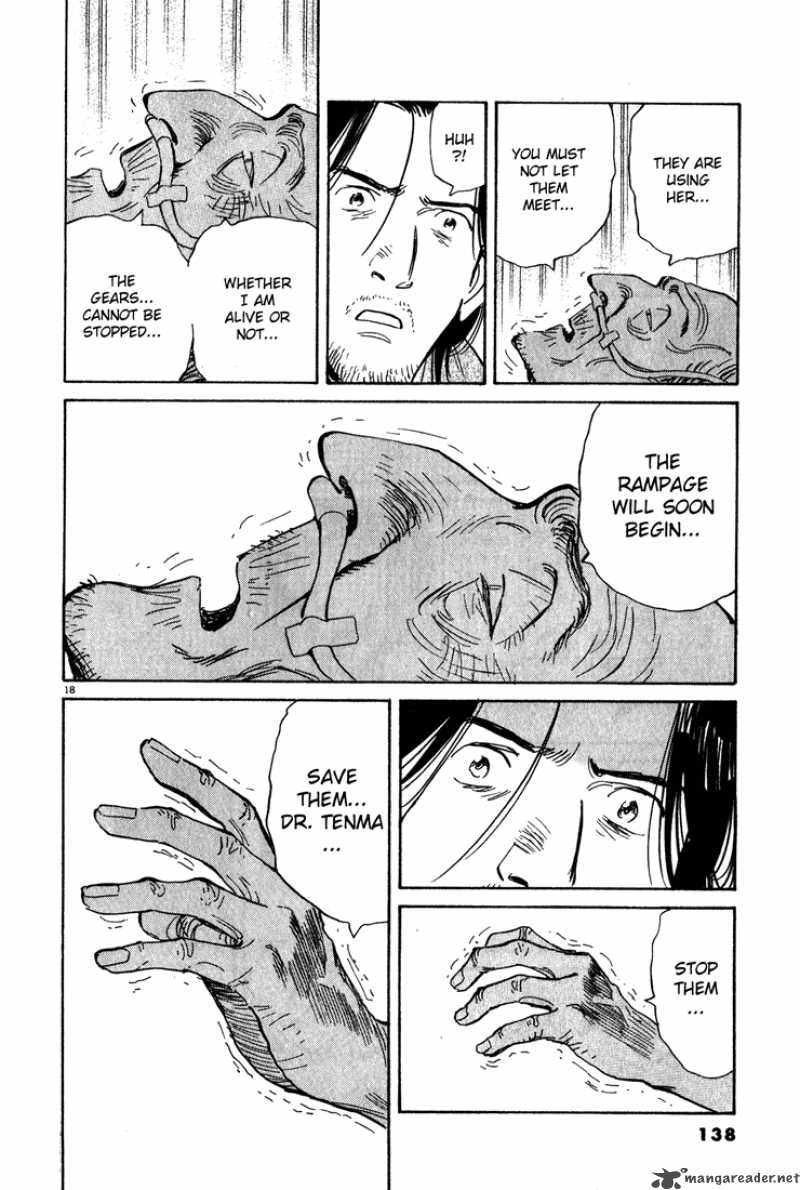 THEY ARE
USING
HER...
YOU MUST
NOT LET
THEM
MEET...
HUH
?!
WHETHER
I AM
ALIVE OR
NOT...
THE
GEARS...
CANNOT BE
STOPPED...
THE
RAMPAGE
WILL SOON
BEGIN...
18
STOP
THEM
...
SAVE
THEM...
DR. TENMA
...
138
mangareader.net